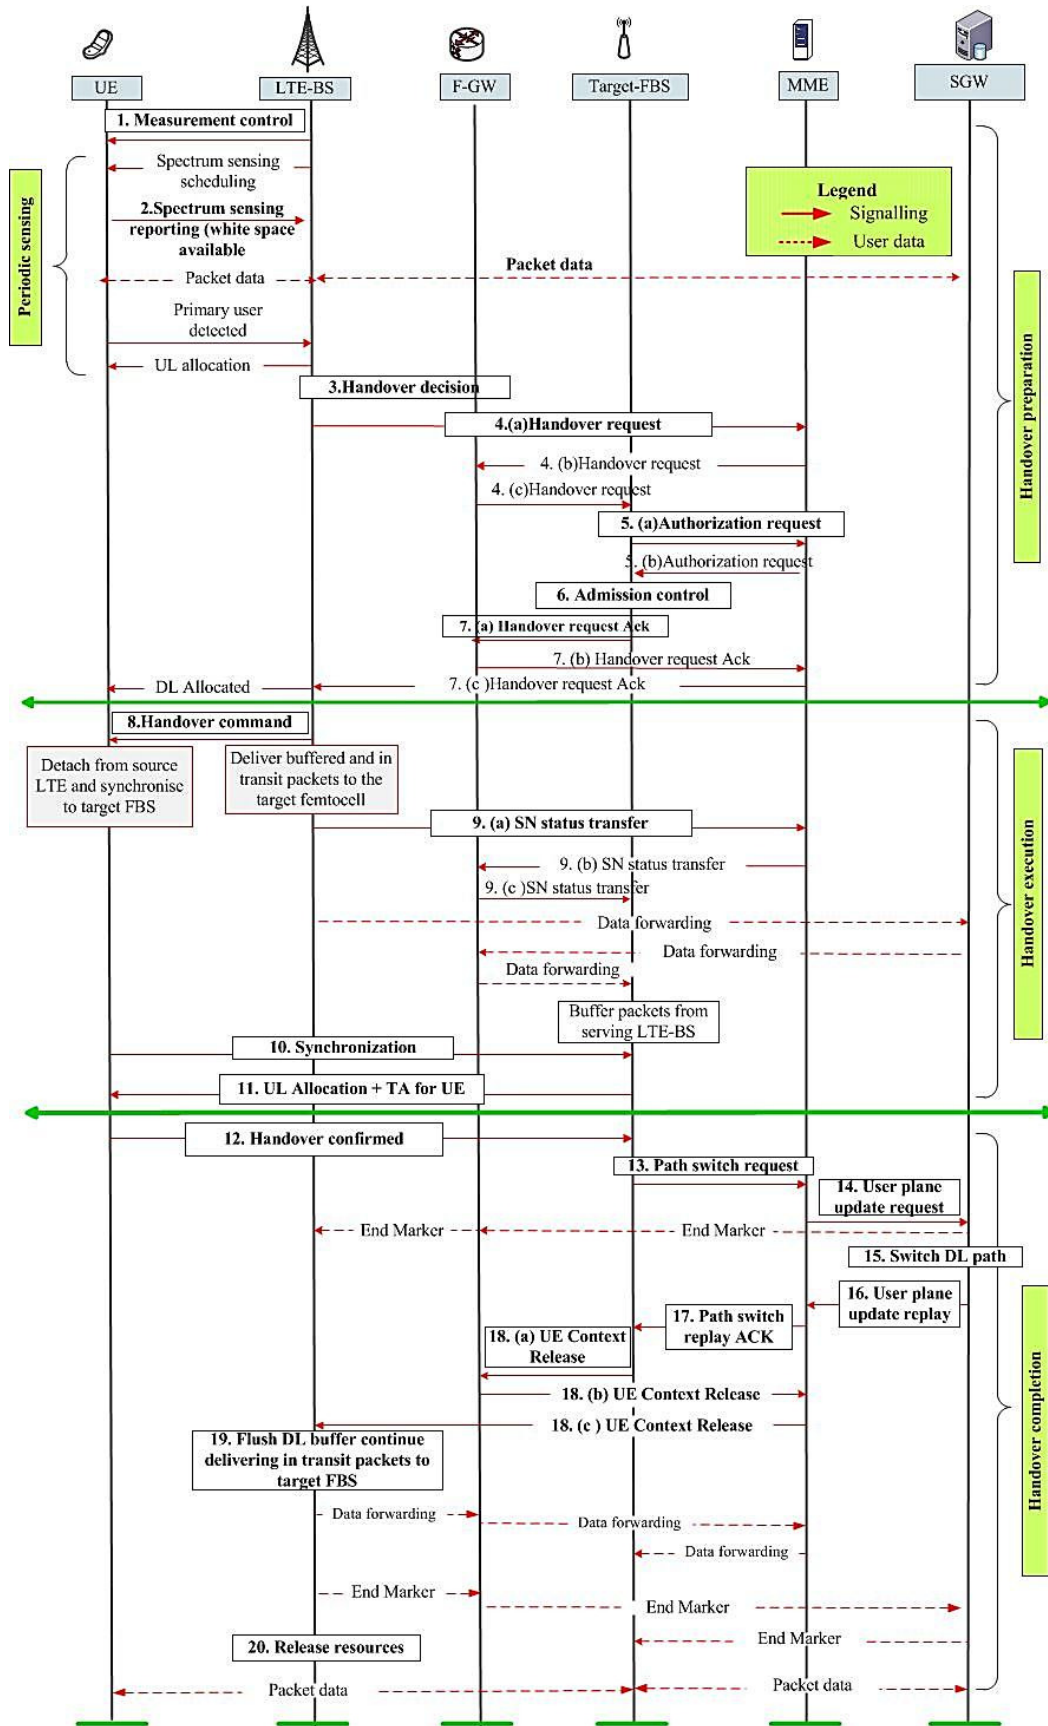 UE
LTE-BS
F-GW
Target-FBS
MME
SGW
1. Measurement control
Spectrum sensing
scheduling
Periodic sensing
2.Spectrum sensing
reporting (white space
available
Legend
Signalling
User data
Packet data
Packet data
Primary user
detected
UL allocation
3.Handover decision
Handover preparation
4.(a)Handover request
4. (b)Handover request
4. (c)Handover request
5. (a)Authorization request
5. (b)Authorization request
6. Admission control
7. (a) Handover request Ack
7. (b) Handover request Ack
7. (c )Handover request Ack
DL Allocated
8.Handover command
Detach from source
LTE and synchronise
to target FBS
Deliver buffered and in
transit packets to the
target femtocell
Handover execution
9. (a) SN status transfer
9. (b) SN status transfer
9. (c )SN status transfer
Data forwarding
Data forwarding
Data forwarding
Buffer packets from
serving LTE-BS
10. Synchronization
11. UL Allocation + TA for UE
12. Handover confirmed
13. Path switch request
14. User plane
update request
End Marker
End Marker
15. Switch DL path
16. User plane
update replay
17. Path switch
replay ACK
18. (a) UE Context
Release
18. (b) UE Context Release
18. (c ) UE Context Release
Handover completion
19. Flush DL buffer continue
delivering in transit packets to
target FBS
Data forwarding
Data forwarding
Data forwarding
End Marker
End Marker
End Marker
20. Release resources
Packet data
Packet data